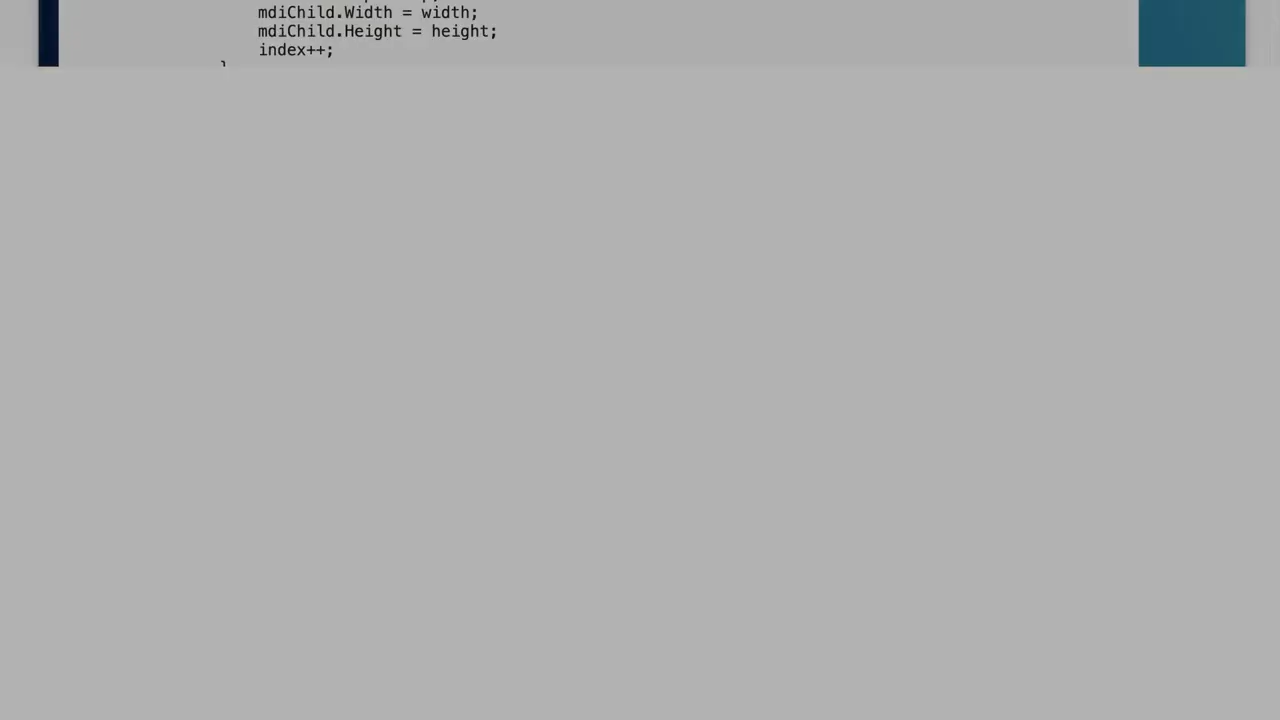 mdiChild.Width = width;
mdiChild.Height = height;
index++;
}